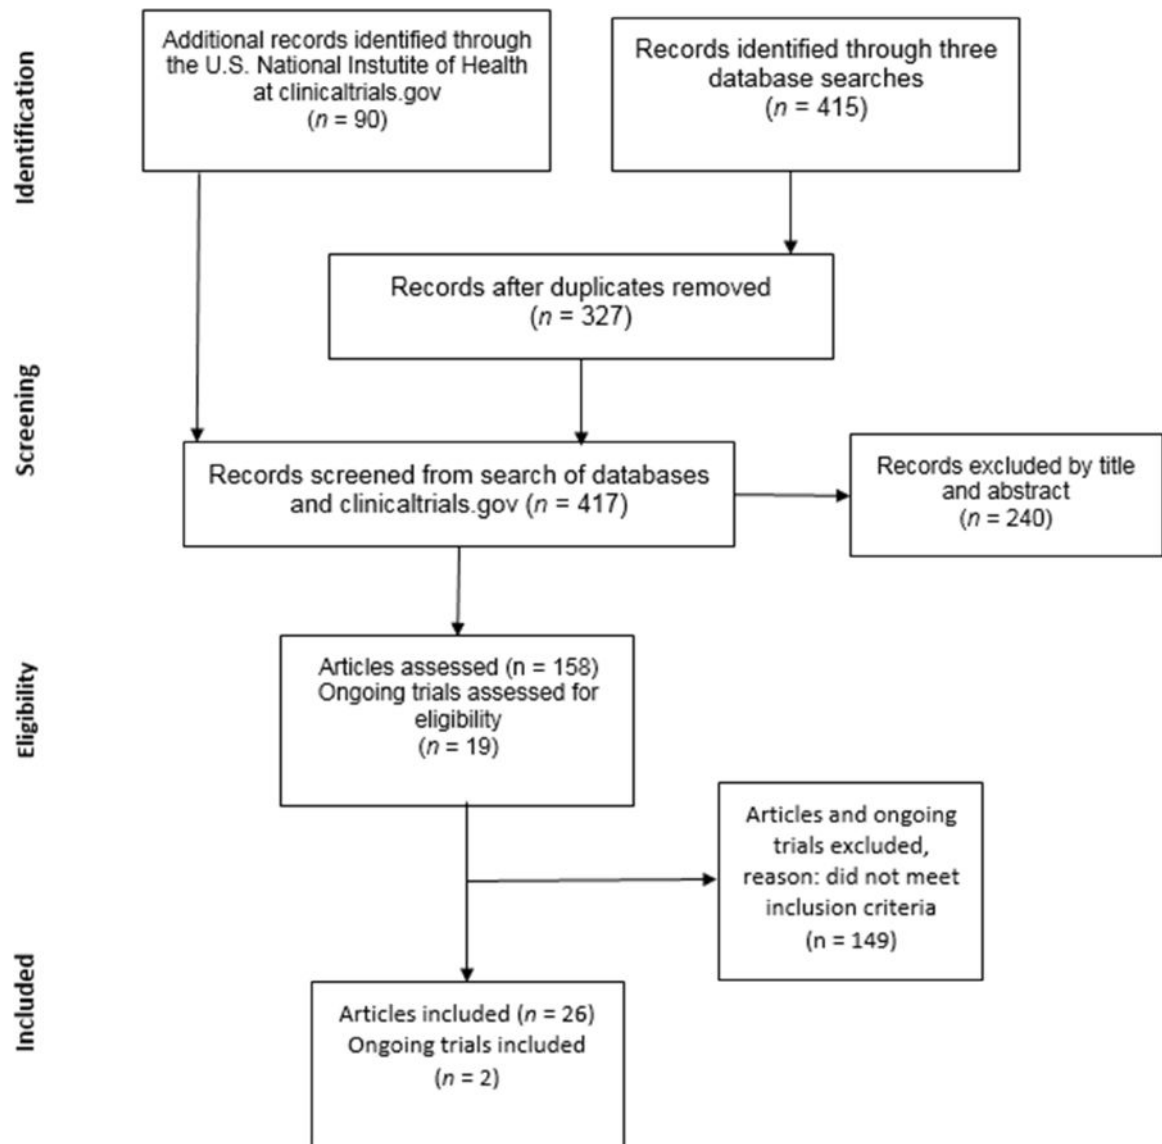 Identification
Additional records identified through
the U.S. National Instutite of Health
at clinicaltrials.gov
(n = 90)
Records identified through three
database searches
(n = 415)
Records after duplicates removed
(n = 327)
Screening
Records screened from search of databases
and clinicaltrials.gov (n = 417)
Records excluded by title
and abstract
(n = 240)
Eligibility
Articles assessed (n = 158)
Ongoing trials assessed for
eligibility
(n = 19)
Articles and ongoing
trials excluded,
reason: did not meet
inclusion criteria
(n = 149)
Included
Articles included (n = 26)
Ongoing trials included
(n = 2)